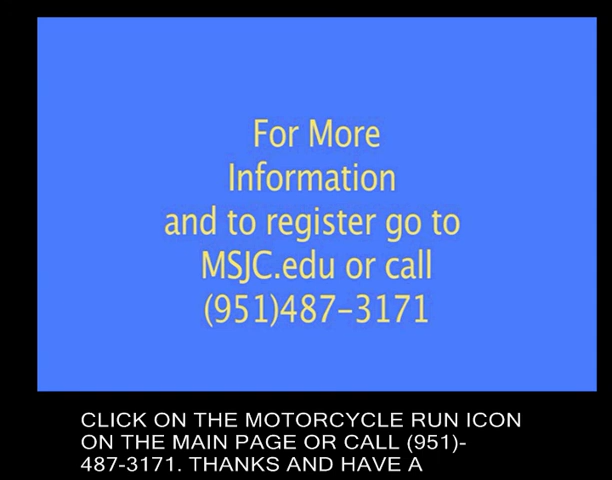 For More
Information
and to register go to
MSJC.edu or call
(951)487-3171
CLICK ON THE MOTORCYCLE RUN ICON
ON THE MAIN PAGE OR CALL (951)-
487-3171. THANKS AND HAVE A